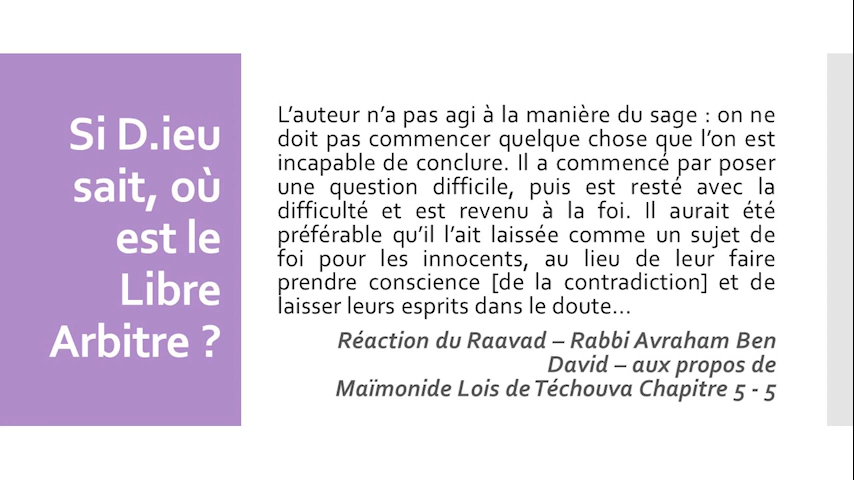 Si D.ieu
sait, où
est le
Libre
Arbitre ?
L’auteur n’a pas agi à la manière du sage : on ne
doit pas commencer quelque chose que l’on est
incapable de conclure. Il a commencé par poser
une question difficile, puis est resté avec la
difficulté et est revenu à la foi. Il aurait été
préférable qu’il l’ait laissée comme un sujet de
foi pour les innocents, au lieu de leur faire
prendre conscience [de la contradiction] et de
laisser leurs esprits dans le doute…
Réaction du Raavad – Rabbi Avraham Ben
David – aux propos de
Maïmonide Lois de Téchouva Chapitre 5 - 5